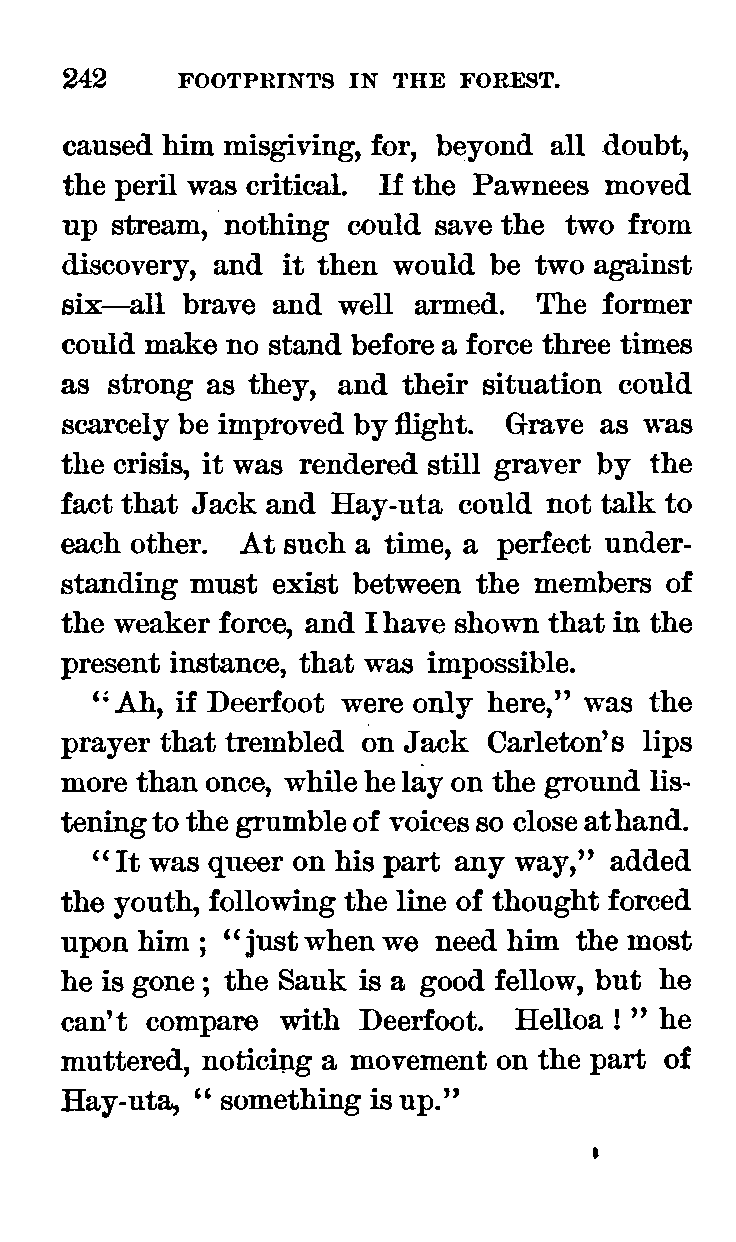 242 FOOTPRINTS IN THE FOREST.
caused him misgiving, for, beyond all doubt,
the peril was critical. If the Pawnees moved
up stream, nothing could save the two from
discovery, and it then would be two against
six—all brave and well armed. The former
could make no stand before a force three times
as strong as they, and their situation could
scarcely be improved by flight. Grave as was
the crisis, it was rendered still graver by the
fact that Jack and Hay-uta could not talk to
each other. At such a time, a perfect under-
standing must exist between the members of
the weaker force, and I have shown that in the
present instance, that was impossible.
“Ah, if Deerfoot were only here,” was the
prayer that trembled on Jack Carleton’s lips
more than once, while he lay on the ground lis-
tening to the grumble of voices so close at hand.
“It was queer on his part any way,” added
the youth, following the line of thought forced
upon him ; “just when we need him the most
he is gone ; the Sauk is a good fellow, but he
can’t compare with Deerfoot. Helloa ! ” he
muttered, noticing a movement on the part of
Hay-uta, “ something is up.”